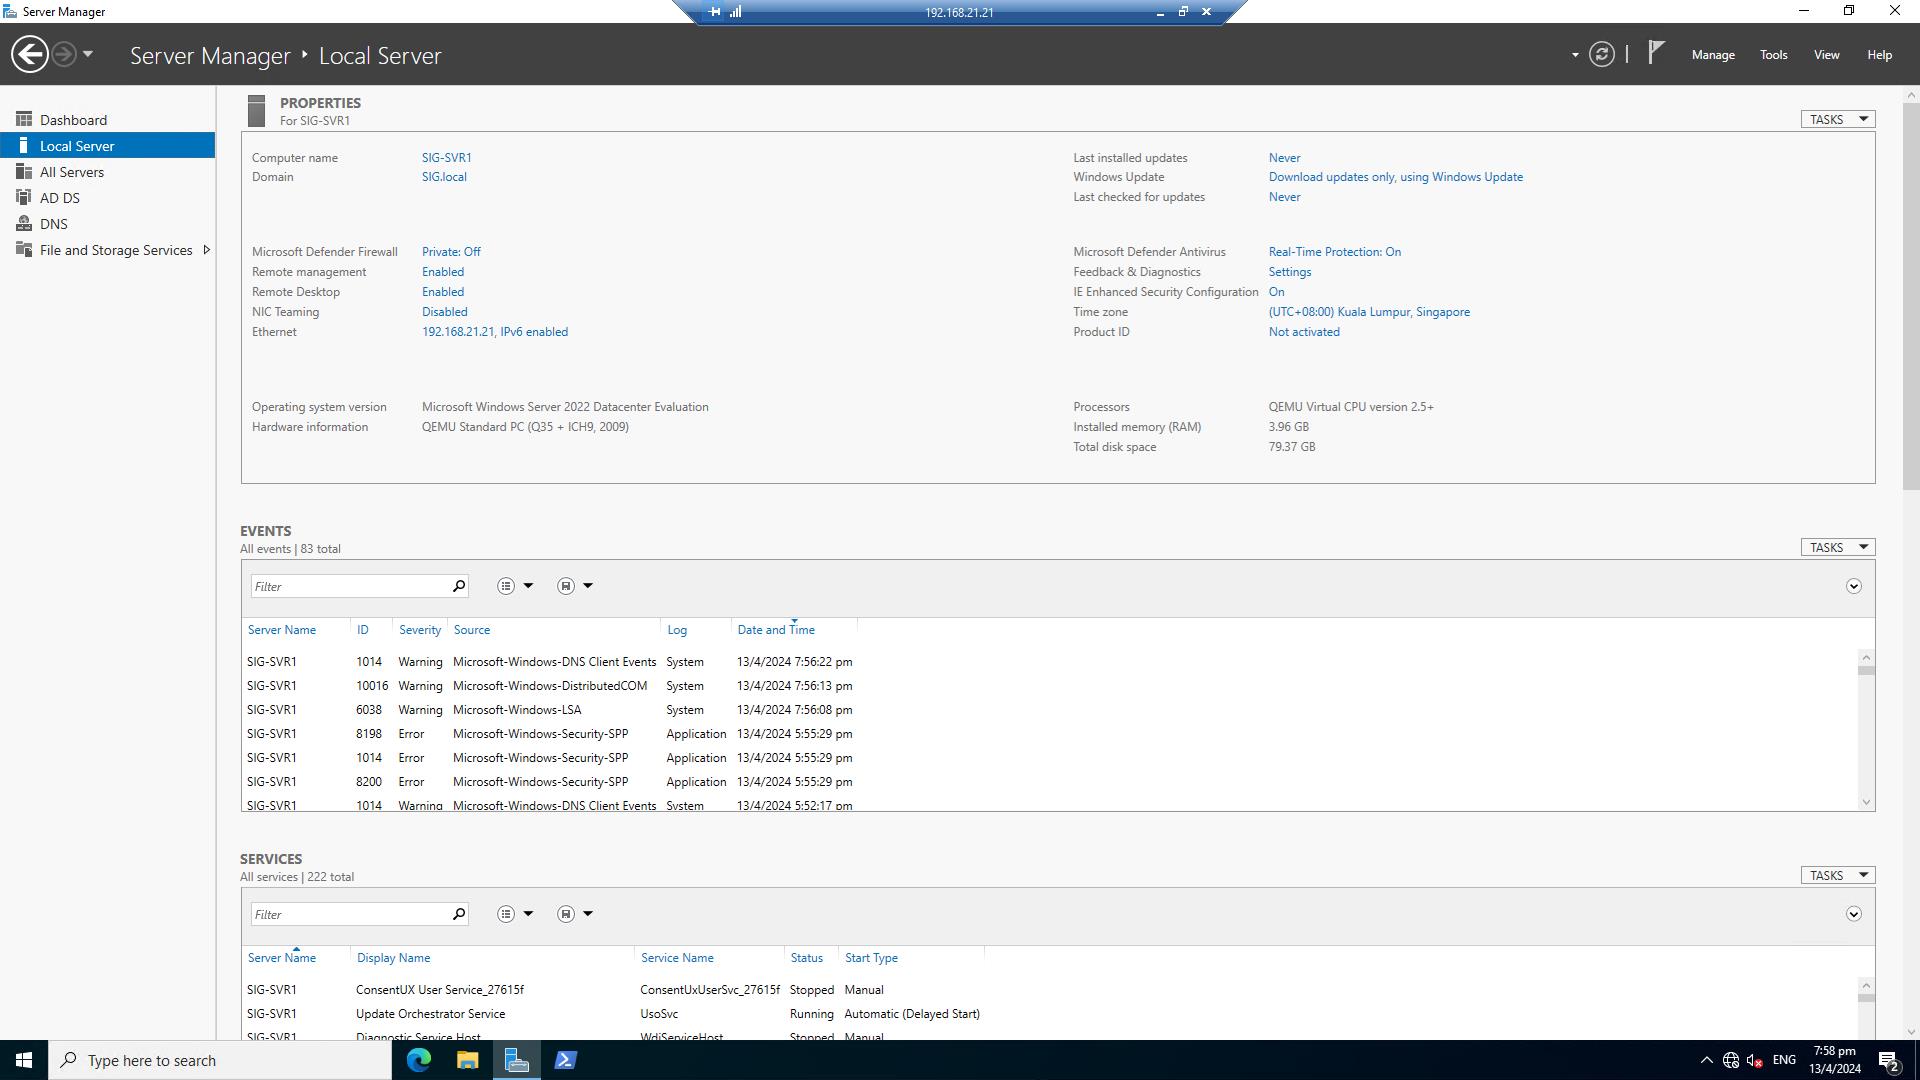 Server Manager
192.168.21.21
Server Manager
Local Server
Manage
Tools
View
Help
Dashboard
Local Server
All Servers
AD DS
DNS
File and Storage Services
PROPERTIES
For SIG-SVR1
TASKS
Computer name SIG-SVR1
Domain SIG.local
Last installed updates Never
Windows Update Download updates only, using Windows Update
Last checked for updates Never
Microsoft Defender Firewall Private: Off
Remote management Enabled
Remote Desktop Enabled
NIC Teaming Disabled
Ethernet 192.168.21.21, IPv6 enabled
Microsoft Defender Antivirus Real-Time Protection: On
Feedback & Diagnostics Settings
IE Enhanced Security Configuration On
Time zone (UTC+08:00) Kuala Lumpur, Singapore
Product ID Not activated
Operating system version Microsoft Windows Server 2022 Datacenter Evaluation
Hardware information QEMU Standard PC (Q35 + ICH9, 2009)
Processors QEMU Virtual CPU version 2.5+
Installed memory (RAM) 3.96 GB
Total disk space 79.37 GB
EVENTS
All events | 83 total
TASKS
Filter
Server Name ID Severity Source Log Date and Time
SIG-SVR1 1014 Warning Microsoft-Windows-DNS Client Events System 13/4/2024 7:56:22 pm
SIG-SVR1 10016 Warning Microsoft-Windows-DistributedCOM System 13/4/2024 7:56:13 pm
SIG-SVR1 6038 Warning Microsoft-Windows-LSA System 13/4/2024 7:56:08 pm
SIG-SVR1 8198 Error Microsoft-Windows-Security-SPP Application 13/4/2024 5:55:29 pm
SIG-SVR1 1014 Error Microsoft-Windows-Security-SPP Application 13/4/2024 5:55:29 pm
SIG-SVR1 8200 Error Microsoft-Windows-Security-SPP Application 13/4/2024 5:55:29 pm
SIG-SVR1 1014 Warning Microsoft-Windows-DNS Client Events System 13/4/2024 5:52:17 pm
SERVICES
All services | 222 total
TASKS
Filter
Server Name Display Name Service Name Status Start Type
SIG-SVR1 ConsentUX User Service_27615f ConsentUxUserSvc_27615f Stopped Manual
SIG-SVR1 Update Orchestrator Service UsoSvc Running Automatic (Delayed Start)
SIG-SVR1 Diagnostic Service Host WdiServiceHost Stopped Manual
Type here to search
ENG
7:58 pm
13/4/2024
2